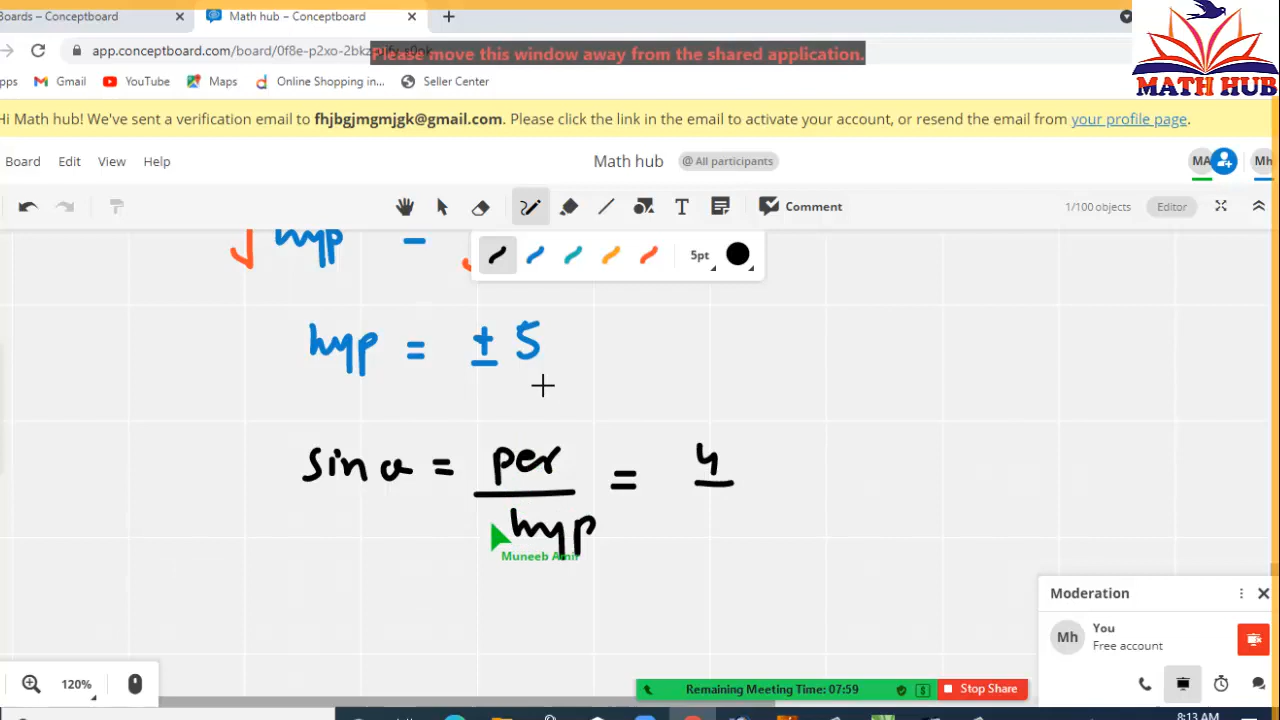 Boards – Conceptboard
Math hub – Conceptboard
app.conceptboard.com/board/0f8e-p2xo-2bkz
Please move this window away from the shared application.
MATH HUB
pps Gmail YouTube Maps Online Shopping in... Seller Center
Hi Math hub! We've sent a verification email to fhjbgjmgmjgk@gmail.com. Please click the link in the email to activate your account, or resend the email from your profile page.
Board Edit View Help
Math hub @ All participants
MA Mh
Comment
1/100 objects Editor
5pt
√ hyp = √
hyp = ± 5
sin α = per / hyp = 4
Muneeb Amir
Moderation
Mh You
Free account
120%
Remaining Meeting Time: 07:59 Stop Share
8:13 AM